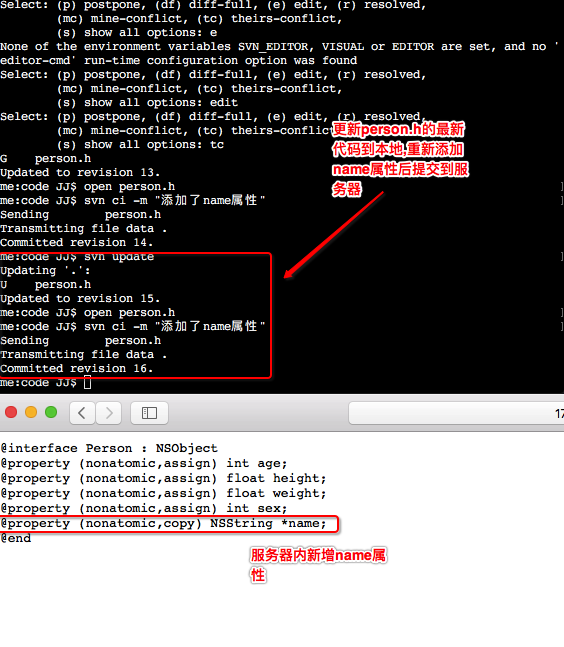 Select: (p) postpone, (df) diff-full, (e) edit, (r) resolved,
(mc) mine-conflict, (tc) theirs-conflict,
(s) show all options: e
None of the environment variables SVN_EDITOR, VISUAL or EDITOR are set, and no '
editor-cmd' run-time configuration option was found
Select: (p) postpone, (df) diff-full, (e) edit, (r) resolved,
(mc) mine-conflict, (tc) theirs-conflict,
(s) show all options: edit
Select: (p) postpone, (df) diff-full, (e) edit, (r) resolved,
(mc) mine-conflict, (tc) theirs-conflict,
(s) show all options: tc
G    person.h
Updated to revision 13.
me:code JJ$ open person.h
me:code JJ$ svn ci -m "添加了name属性"
Sending        person.h
Transmitting file data .
Committed revision 14.
me:code JJ$ svn update
Updating '.':
U    person.h
Updated to revision 15.
me:code JJ$ open person.h
me:code JJ$ svn ci -m "添加了name属性"
Sending        person.h
Transmitting file data .
Committed revision 16.
me:code JJ$
更新person.h的最新
代码到本地,重新添加
name属性后提交到服
务器
17
@interface Person : NSObject
@property (nonatomic,assign) int age;
@property (nonatomic,assign) float height;
@property (nonatomic,assign) float weight;
@property (nonatomic,assign) int sex;
@property (nonatomic,copy) NSString *name;
@end
服务器内新增name属
性